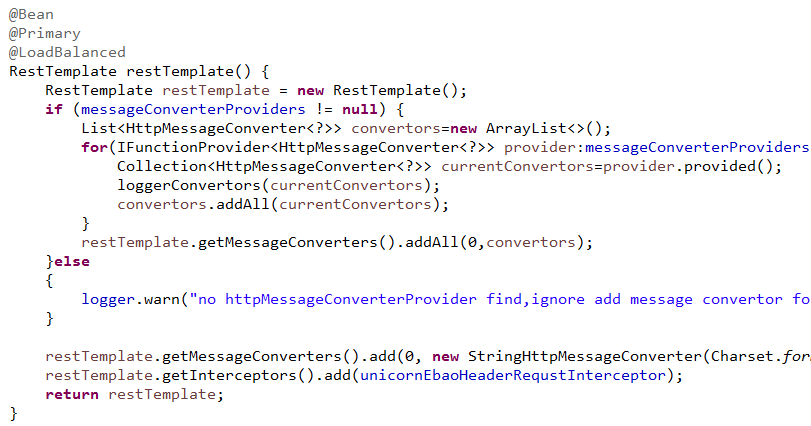 @Bean
@Primary
@LoadBalanced
RestTemplate restTemplate() {
    RestTemplate restTemplate = new RestTemplate();
    if (messageConverterProviders != null) {
        List<HttpMessageConverter<?>> convertors=new ArrayList<>();
        for(IFunctionProvider<HttpMessageConverter<?>> provider:messageConverterProviders
            Collection<HttpMessageConverter<?>> currentConvertors=provider.provided();
            loggerConvertors(currentConvertors);
            convertors.addAll(currentConvertors);
        }
        restTemplate.getMessageConverters().addAll(0,convertors);
    }else
    {
        logger.warn("no httpMessageConverterProvider find,ignore add message convertor fo
    }

    restTemplate.getMessageConverters().add(0, new StringHttpMessageConverter(Charset.for
    restTemplate.getInterceptors().add(unicornEbaoHeaderRequstInterceptor);
    return restTemplate;
}